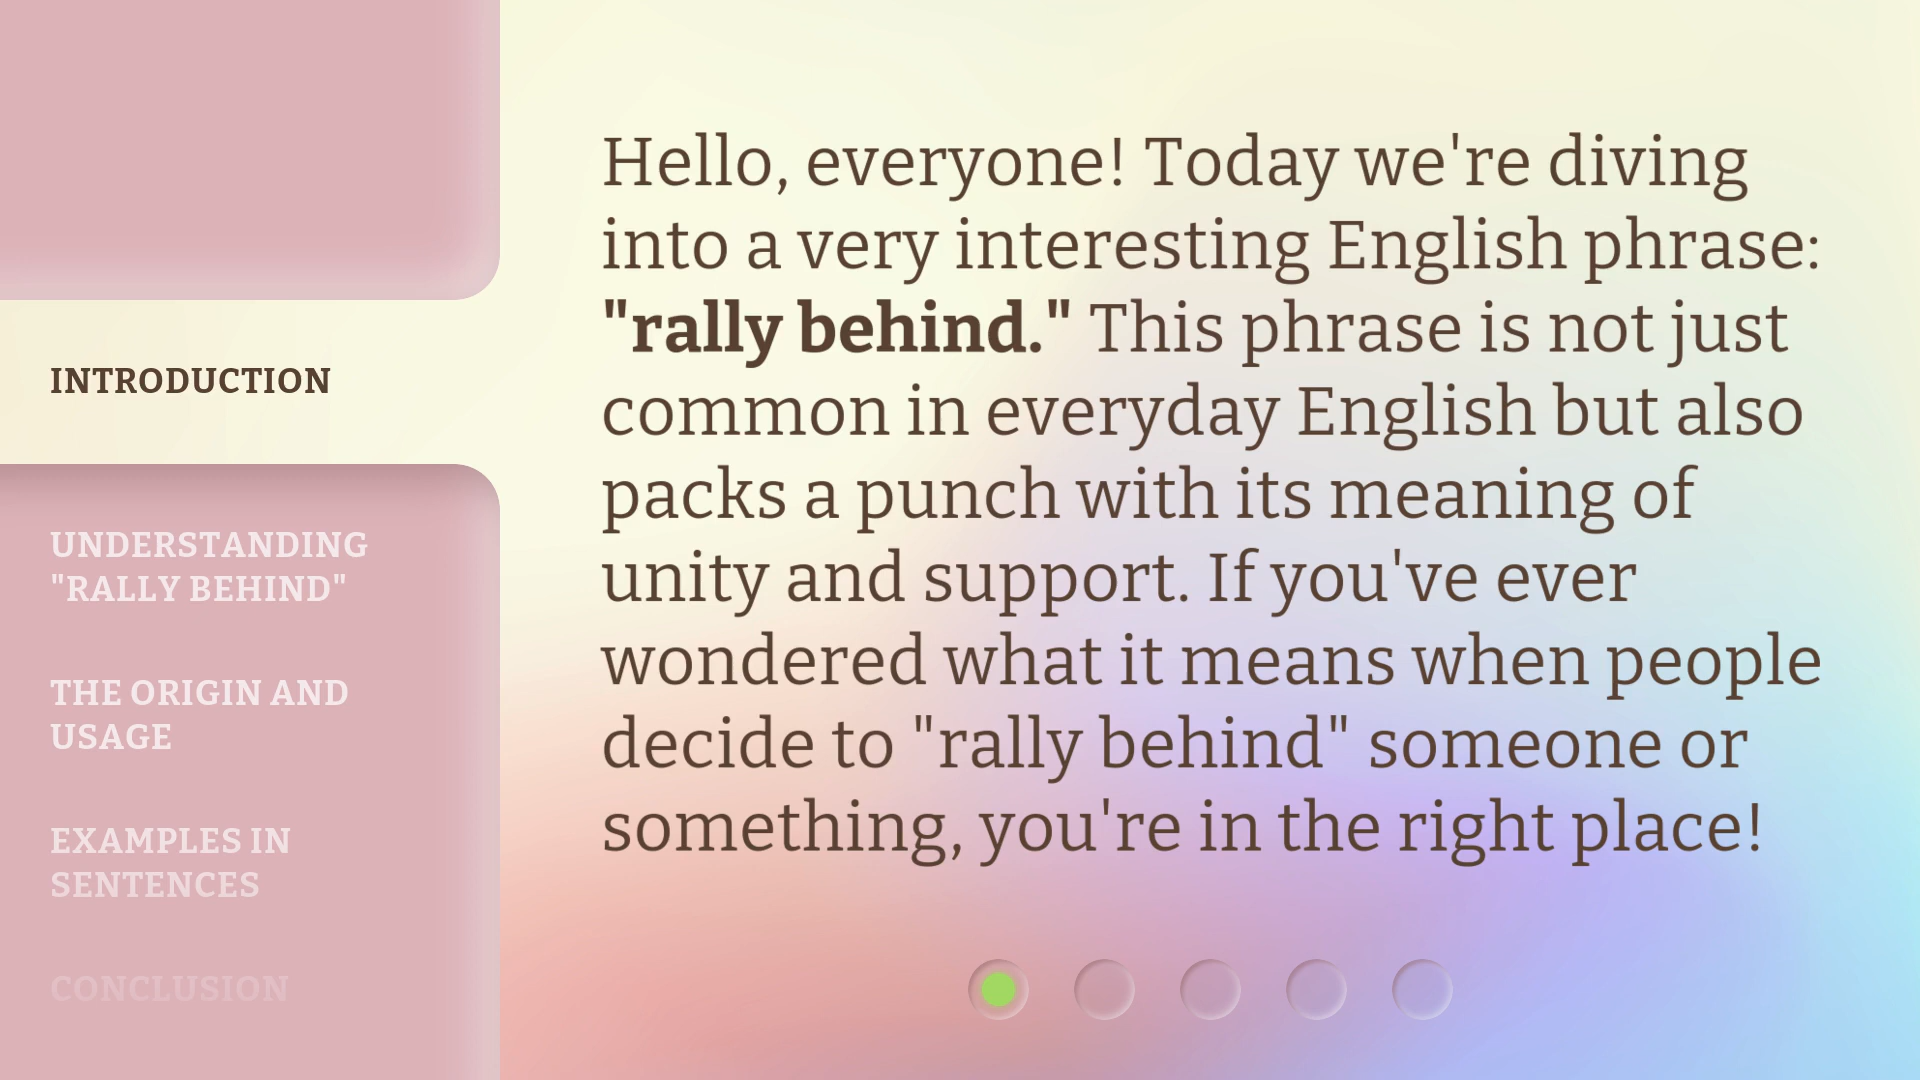 INTRODUCTION
UNDERSTANDING
"RALLY BEHIND"
THE ORIGIN AND
USAGE
EXAMPLES IN
SENTENCES
CONCLUSION
Hello, everyone! Today we're diving
into a very interesting English phrase:
"rally behind." This phrase is not just
common in everyday English but also
packs a punch with its meaning of
unity and support. If you've ever
wondered what it means when people
decide to "rally behind" someone or
something, you're in the right place!